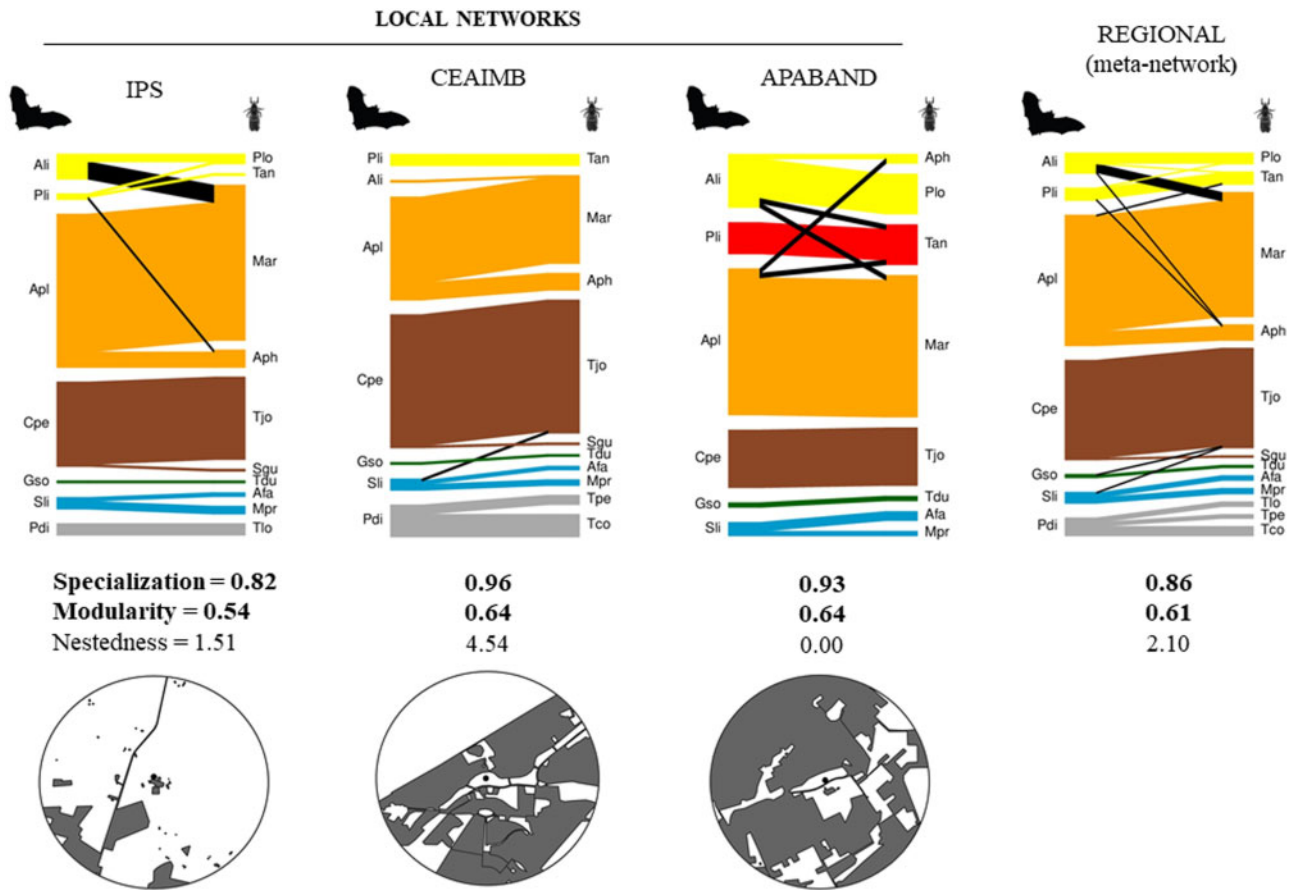 LOCAL NETWORKS
REGIONAL
(meta-network)
IPS
CEAIMB
APABAND
Ali
Pli
Apl
Cpe
Gso
Sli
Pdi
Plo
Tan
Mar
Aph
Tjo
Sgu
Tdu
Afa
Mpr
Tlo
Pli
Ali
Apl
Cpe
Gso
Sli
Pdi
Tan
Mar
Aph
Tjo
Sgu
Tdu
Afa
Mpr
Tpe
Tco
Ali
Pli
Apl
Cpe
Gso
Sli
Aph
Plo
Tan
Mar
Tjo
Tdu
Afa
Mpr
Ali
Pli
Apl
Cpe
Gso
Sli
Pdi
Plo
Tan
Mar
Aph
Tjo
Sgu
Tdu
Afa
Mpr
Tlo
Tpe
Tco
Specialization = 0.82 0.96 0.93 0.86
Modularity = 0.54 0.64 0.64 0.61
Nestedness = 1.51 4.54 0.00 2.10